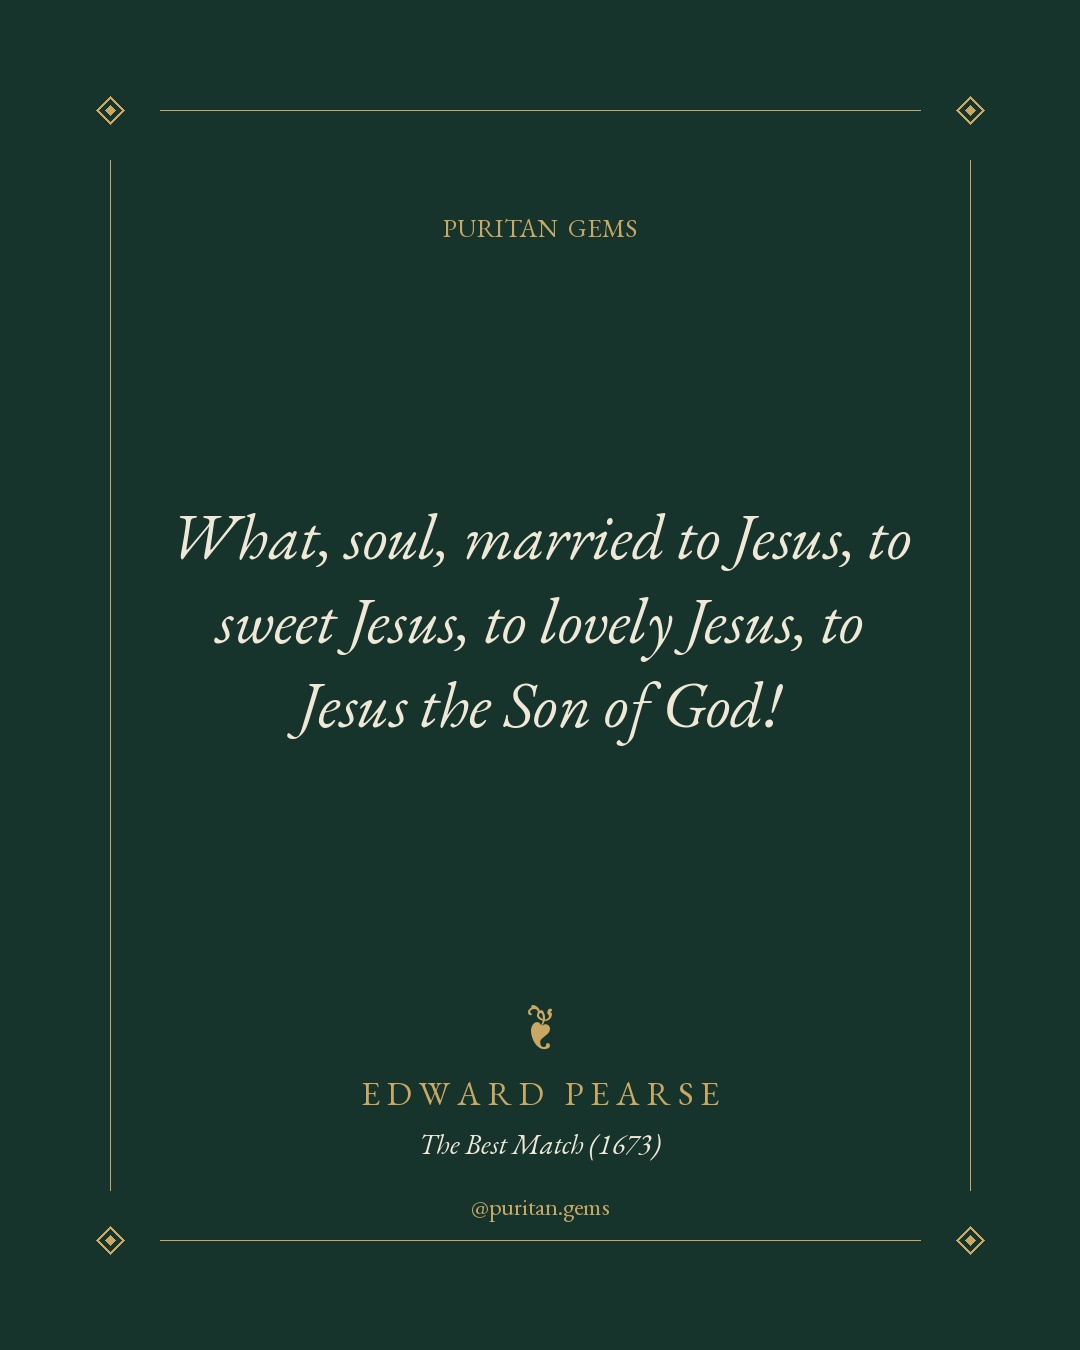 PURITAN GEMS
What, soul, married to Jesus, to
sweet Jesus, to lovely Jesus, to
Jesus the Son of God!
EDWARD PEARSE
The Best Match (1673)
@puritan.gems